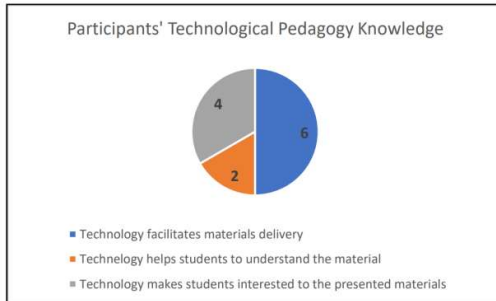 Participants' Technological Pedagogy Knowledge
4
6
2
Technology facilitates materials delivery
Technelogy helps students to understand the material
Technology makes students interested to the presented materials